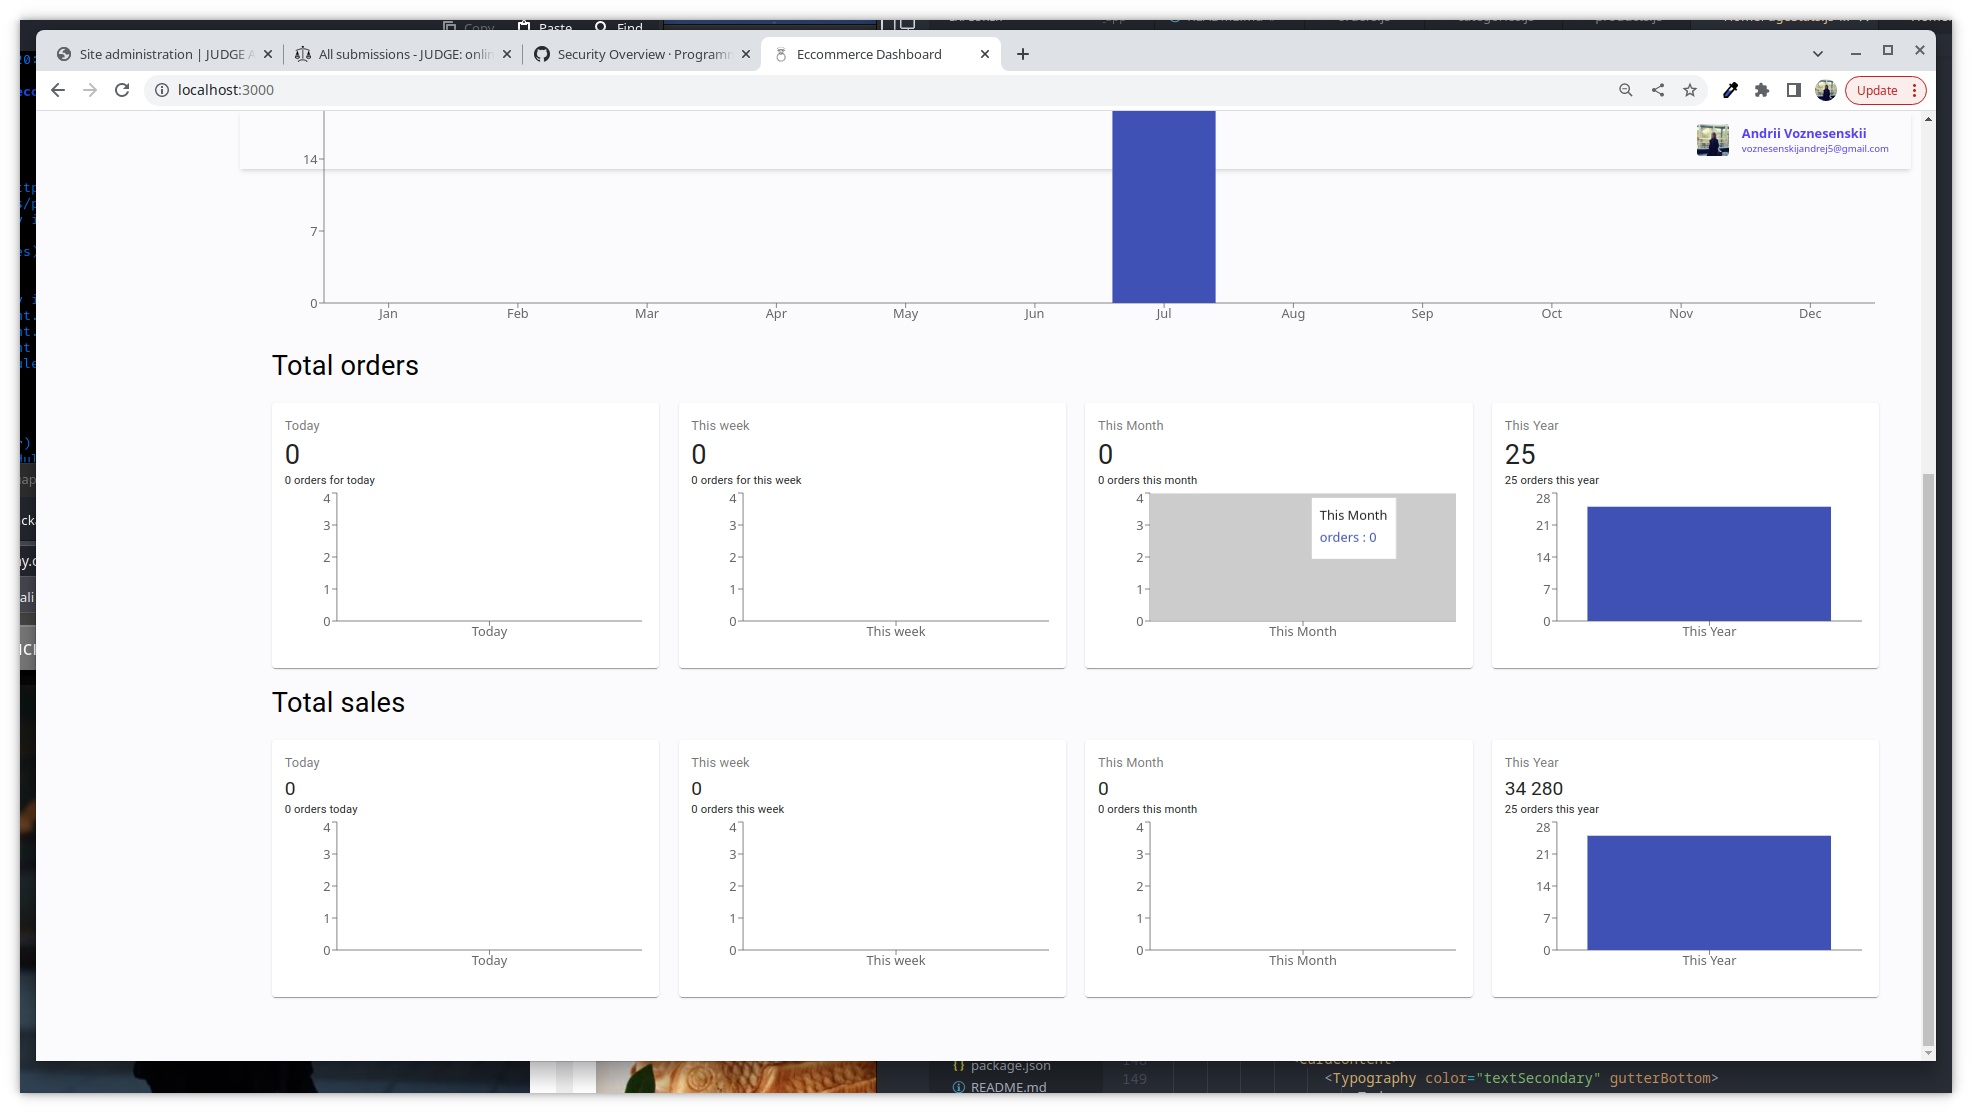 Copy Paste Find
Site administration | JUDGE A
All submissions - JUDGE: onlin
Security Overview · Programm
Eccommerce Dashboard
localhost:3000
Update
Andrii Voznesenskii
voznesenskijandrej5@gmail.com
14
7
0
Jan Feb Mar Apr May Jun Jul Aug Sep Oct Nov Dec
Total orders
Today
0
0 orders for today
4
3
2
1
0
Today
This week
0
0 orders for this week
4
3
2
1
0
This week
This Month
0
0 orders this month
4
3
2
1
0
This Month
orders : 0
This Month
This Year
25
25 orders this year
28
21
14
7
0
This Year
Total sales
Today
0
0 orders today
4
3
2
1
0
Today
This week
0
0 orders this week
4
3
2
1
0
This week
This Month
0
0 orders this month
4
3
2
1
0
This Month
This Year
34 280
25 orders this year
28
21
14
7
0
This Year
{} package.json
README.md
149
<Typography color="textSecondary" gutterBottom>